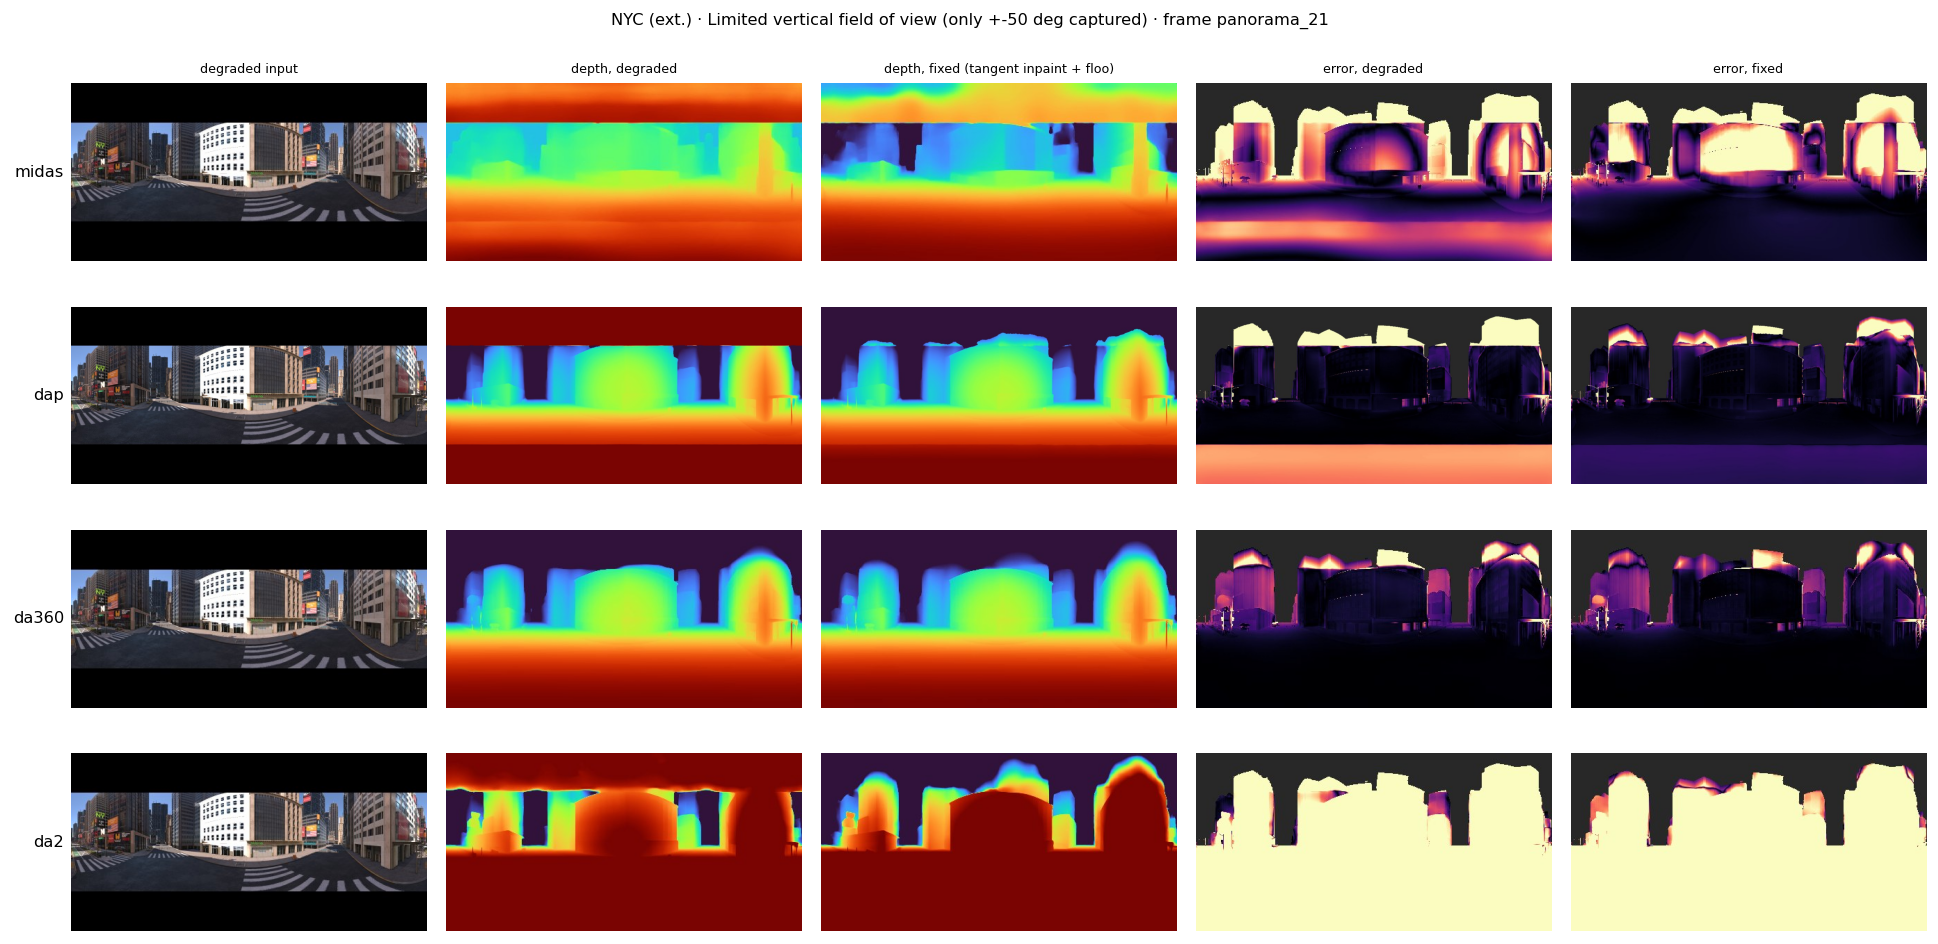 NYC (ext.) · Limited vertical field of view (only +-50 deg captured) · frame panorama_21
degraded input
depth, degraded
depth, fixed (tangent inpaint + floo)
error, degraded
error, fixed
midas
dap
da360
da2